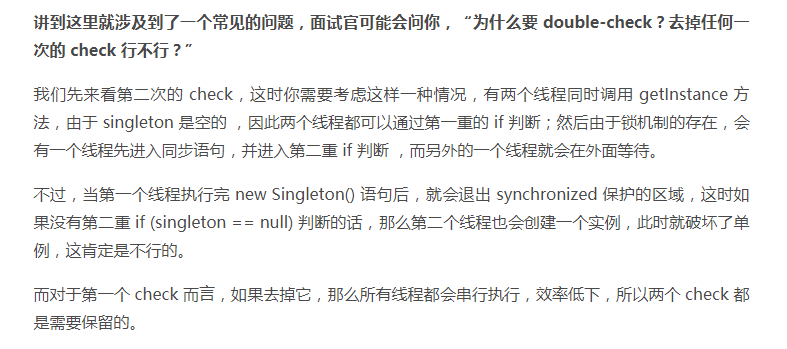 讲到这里就涉及到了一个常见的问题，面试官可能会问你，“为什么要 double-check？去掉任何一
次的 check 行不行？”
我们先来看第二次的 check，这时你需要考虑这样一种情况，有两个线程同时调用 getInstance 方
法，由于 singleton 是空的 ，因此两个线程都可以通过第一重的 if 判断；然后由于锁机制的存在，会
有一个线程先进入同步语句，并进入第二重 if 判断 ，而另外的一个线程就会在外面等待。
不过，当第一个线程执行完 new Singleton() 语句后，就会退出 synchronized 保护的区域，这时如
果没有第二重 if (singleton == null) 判断的话，那么第二个线程也会创建一个实例，此时就破坏了单
例，这肯定是不行的。
而对于第一个 check 而言，如果去掉它，那么所有线程都会串行执行，效率低下，所以两个 check 都
是需要保留的。